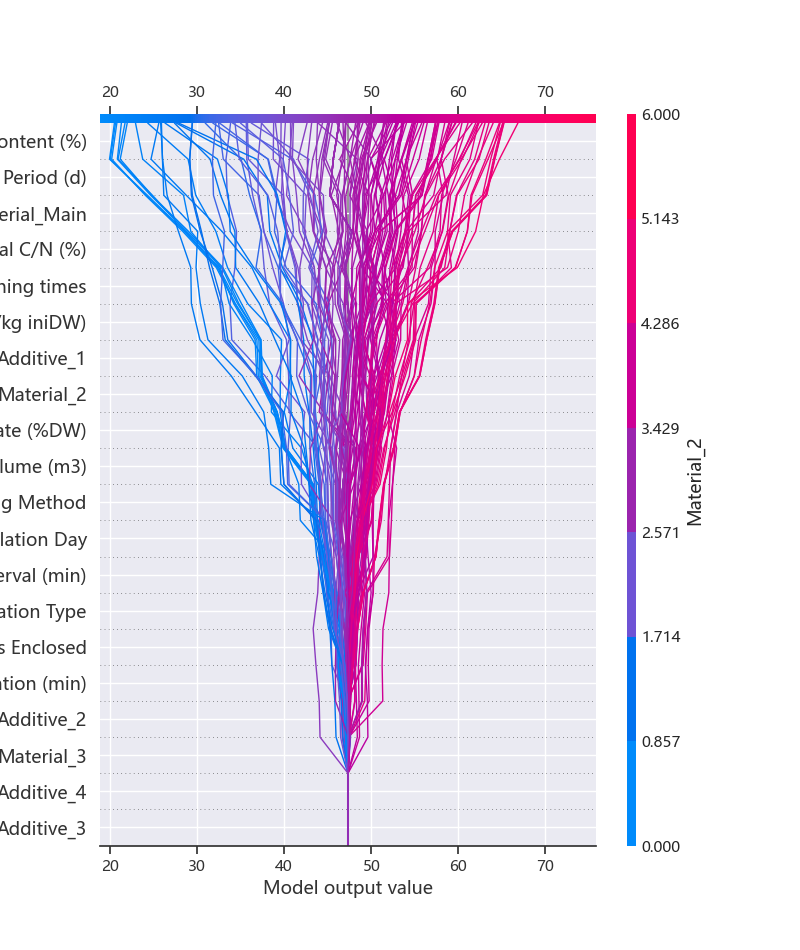 20 30 40 50 60 70
ontent (%)
Period (d)
erial_Main
al C/N (%)
ning times
/kg iniDW)
Additive_1
Material_2
ate (%DW)
lume (m3)
g Method
lation Day
erval (min)
ation Type
s Enclosed
ation (min)
Additive_2
Material_3
Additive_4
Additive_3
20 30 40 50 60 70
Model output value
6.000
5.143
4.286
3.429
2.571
1.714
0.857
0.000
Material_2